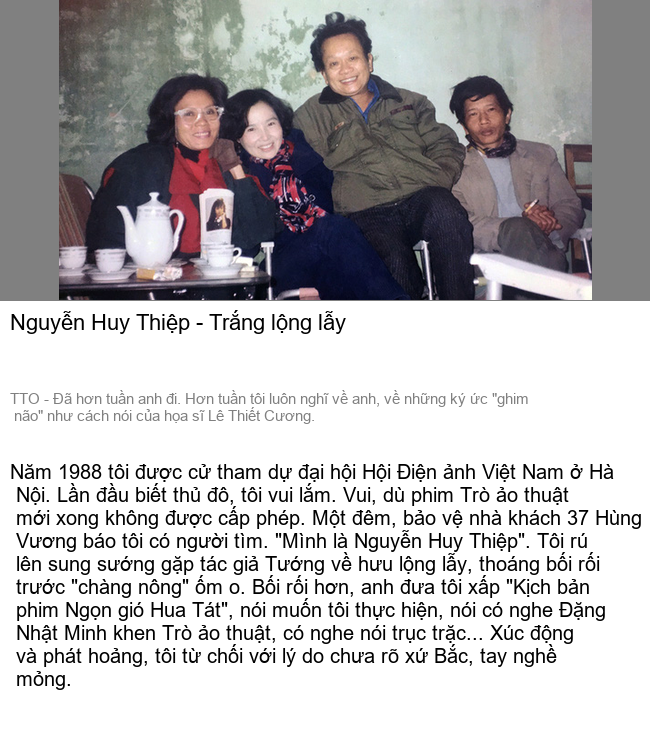 Nguyễn Huy Thiệp - Trắng lộng lẫy
TTO - Đã hơn tuần anh đi. Hơn tuần tôi luôn nghĩ về anh, về những ký ức "ghim
não" như cách nói của họa sĩ Lê Thiết Cương.
Năm 1988 tôi được cử tham dự đại hội Hội Điện ảnh Việt Nam ở Hà
Nội. Lần đầu biết thủ đô, tôi vui lắm. Vui, dù phim Trò ảo thuật
mới xong không được cấp phép. Một đêm, bảo vệ nhà khách 37 Hùng
Vương báo tôi có người tìm. "Mình là Nguyễn Huy Thiệp". Tôi rú
lên sung sướng gặp tác giả Tướng về hưu lộng lẫy, thoáng bối rối
trước "chàng nông" ốm o. Bối rối hơn, anh đưa tôi xấp "Kịch bản
phim Ngọn gió Hua Tát", nói muốn tôi thực hiện, nói có nghe Đặng
Nhật Minh khen Trò ảo thuật, có nghe nói trục trặc... Xúc động
và phát hoảng, tôi từ chối với lý do chưa rõ xứ Bắc, tay nghề
mỏng.